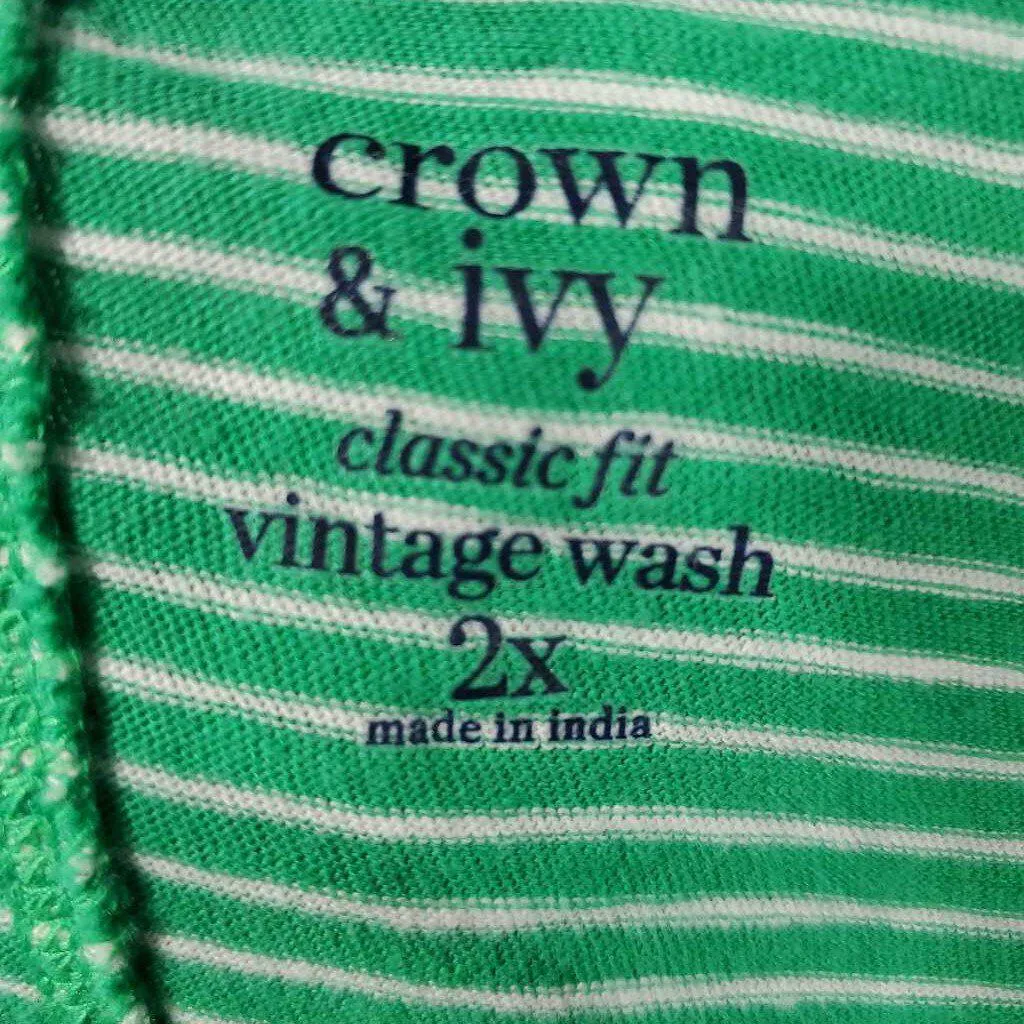 crown
& ivy
classic fit
vintage wash
2x
made in india